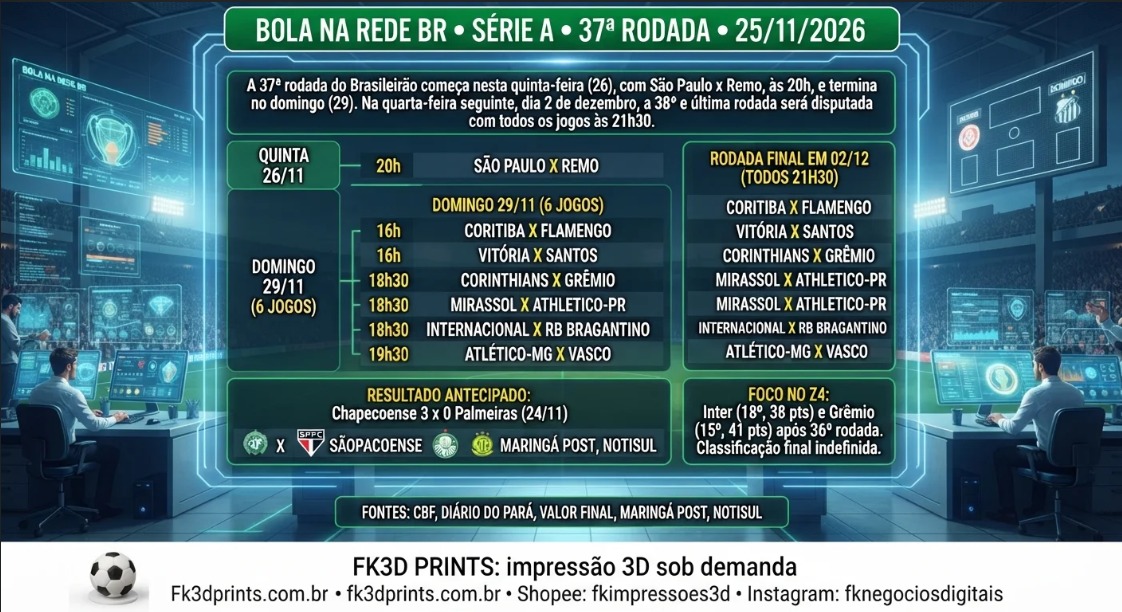 BOLA NA REDE BR • SÉRIE A • 37ª RODADA • 25/11/2026
A 37ª rodada do Brasileirão começa nesta quinta-feira (26), com São Paulo x Remo, às 20h, e termina
no domingo (29). Na quarta-feira seguinte, dia 2 de dezembro, a 38ª e última rodada será disputada
com todos os jogos às 21h30.
QUINTA
26/11
20h SÃO PAULO X REMO
DOMINGO
29/11
(6 JOGOS)
DOMINGO 29/11 (6 JOGOS)
16h CORITIBA X FLAMENGO
16h VITÓRIA X SANTOS
18h30 CORINTHIANS X GRÊMIO
18h30 MIRASSOL X ATHLETICO-PR
18h30 INTERNACIONAL X RB BRAGANTINO
19h30 ATLÉTICO-MG X VASCO
RODADA FINAL EM 02/12
(TODOS 21H30)
CORITIBA X FLAMENGO
VITÓRIA X SANTOS
CORINTHIANS X GRÊMIO
MIRASSOL X ATHLETICO-PR
MIRASSOL X ATHLETICO-PR
INTERNACIONAL X RB BRAGANTINO
ATLÉTICO-MG X VASCO
RESULTADO ANTECIPADO:
Chapecoense 3 x 0 Palmeiras (24/11)
X SPPC SÃOPACOENSE MARINGÁ POST, NOTISUL
FOCO NO Z4:
Inter (18º, 38 pts) e Grêmio
(15º, 41 pts) após 36º rodada.
Classificação final indefinida.
FONTES: CBF, DIÁRIO DO PARÁ, VALOR FINAL, MARINGÁ POST, NOTISUL
FK3D PRINTS: impressão 3D sob demanda
Fk3dprints.com.br • fk3dprints.com.br • Shopee: fkimpressoes3d • Instagram: fknegociosdigitais